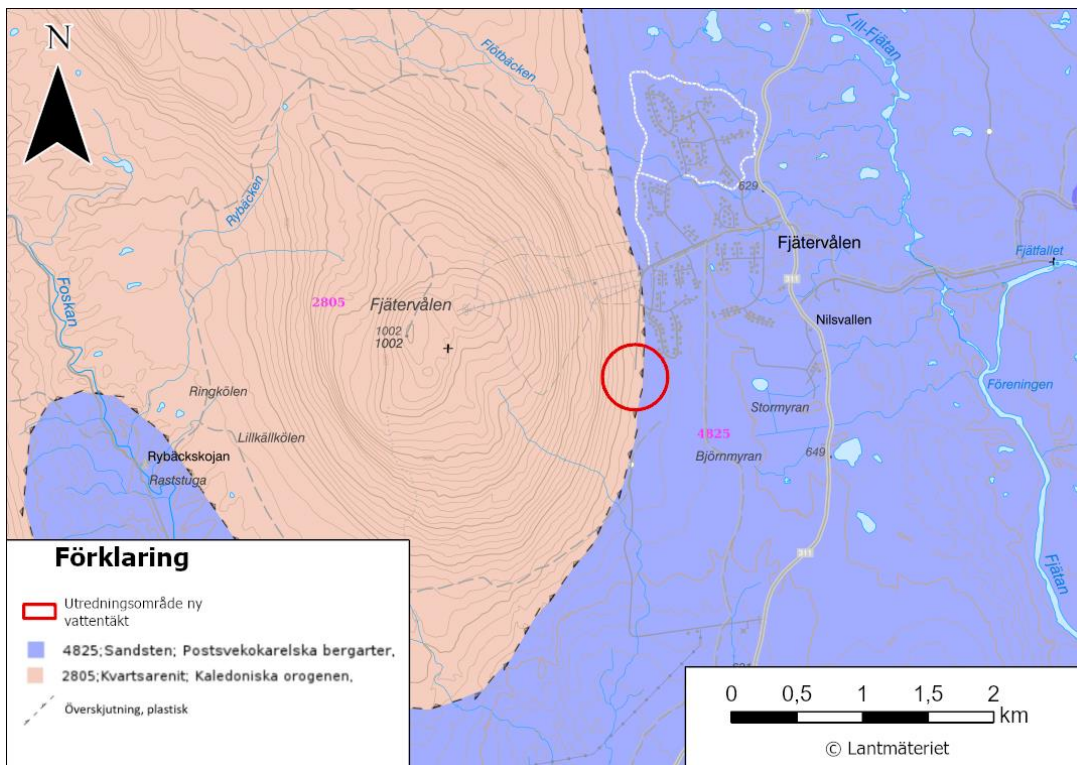 N
Flötbäcken
Lill-Fjätan
Rybäcken
629
Fjätervålen
Fjätfallet
Foskan
2805
Fjätervålen
311
Nilsvallen
1002
1002
Föreningen
Ringkölen
Stormyran
Lillkällkölen
4825
Rybäckskojan
Björnmyran
649
Raststuga
311
Fjätan
Förklaring
Utredningsområde ny
vattentäkt
4825;Sandsten; Postsvekokarelska bergarter,
2805;Kvartsarenit; Kaledoniska orogenen,
Överskjutning, plastisk
0 0,5 1 1,5 2
km
© Lantmäteriet